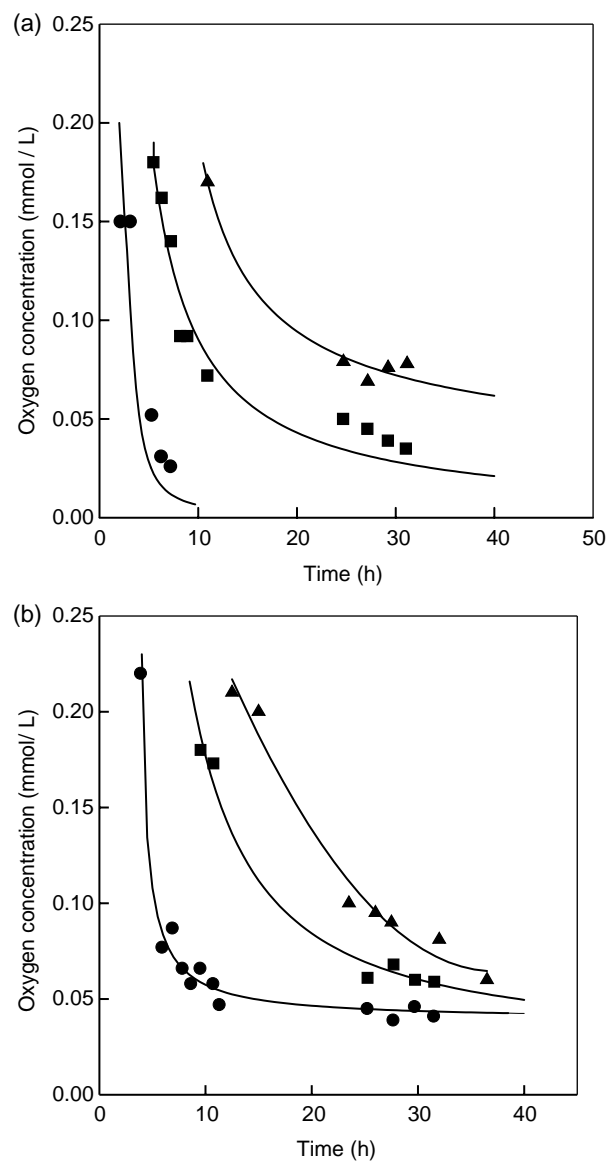 (a)
0.25
0.20
0.15
0.10
0.05
0.00
Oxygen concentration (mmol / L)
0 10 20 30 40 50
Time (h)
(b)
0.25
0.20
0.15
0.10
0.05
0.00
Oxygen concentration (mmol/ L)
0 10 20 30 40
Time (h)